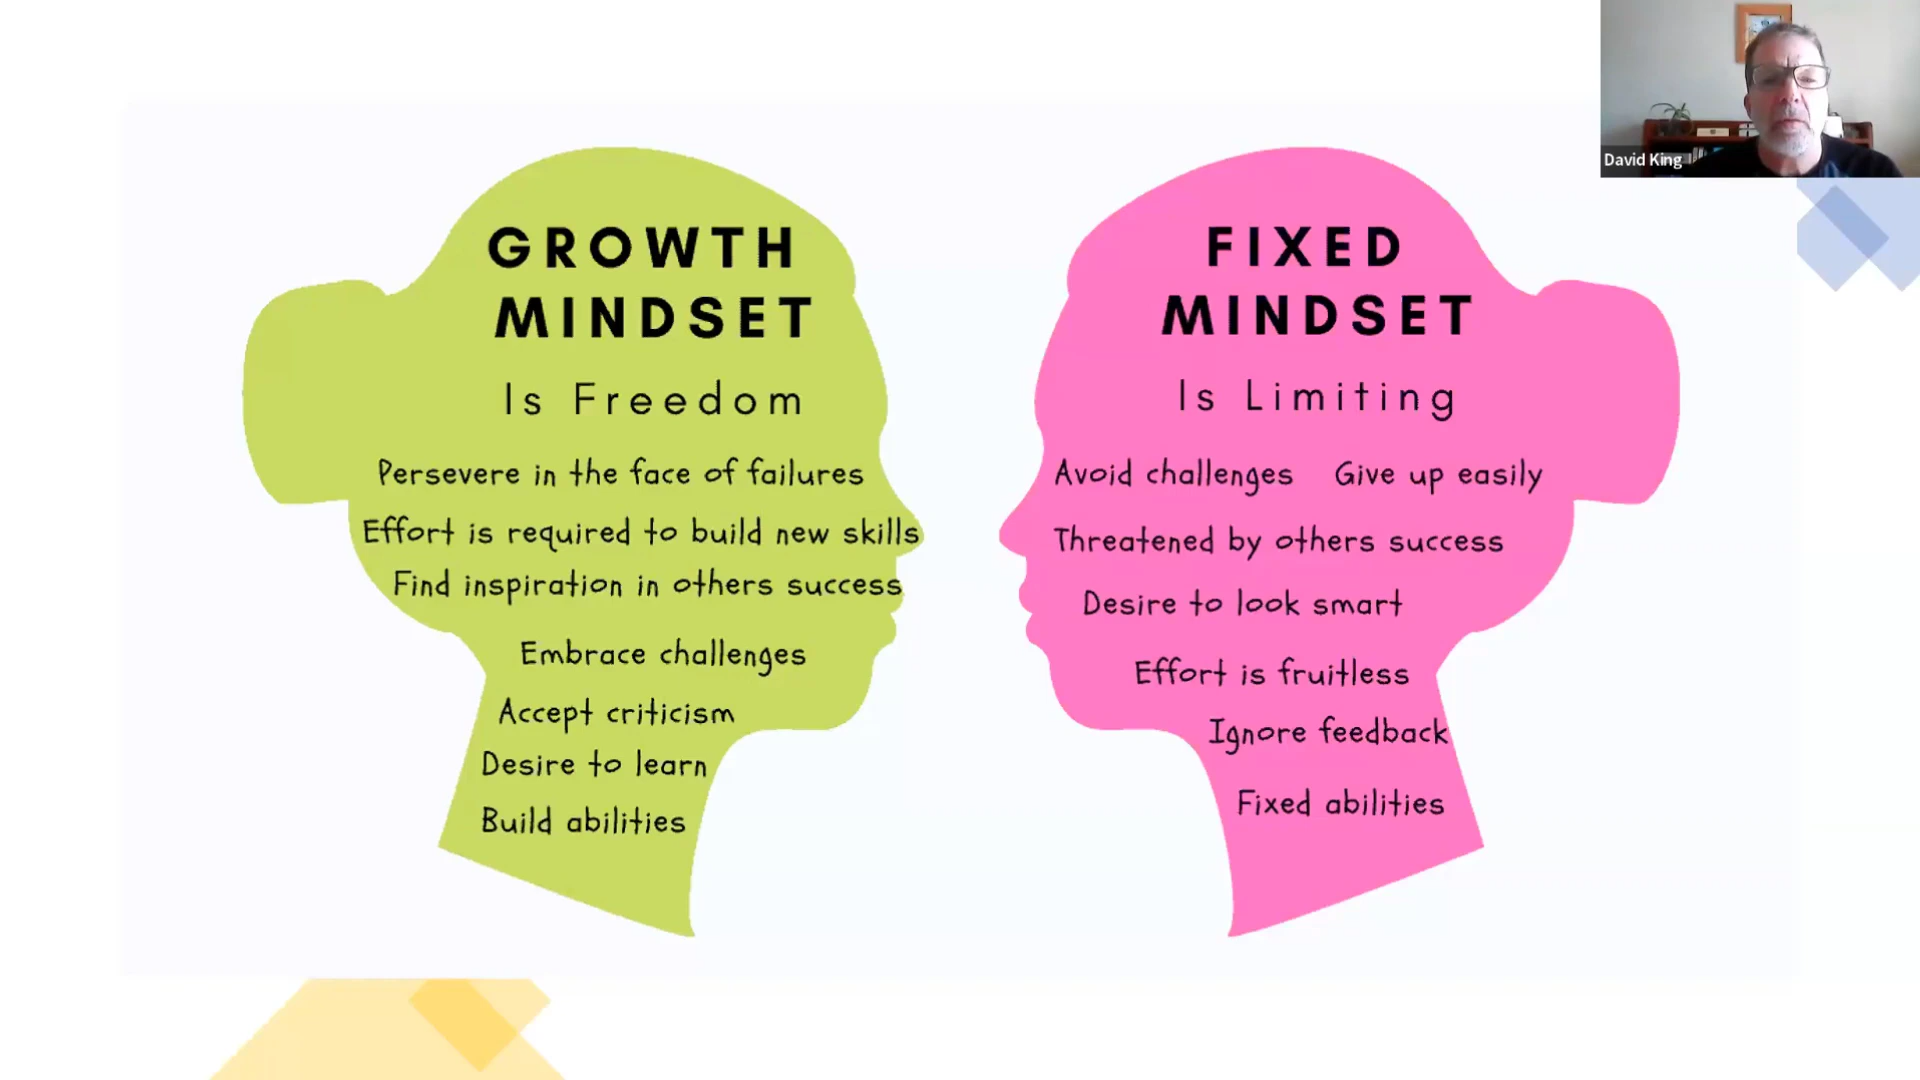 David King
GROWTH
MINDSET
Is Freedom
Persevere in the face of failures
Effort is required to build new skills
Find inspiration in others success
Embrace challenges
Accept criticism
Desire to learn
Build abilities
FIXED
MINDSET
Is Limiting
Avoid challenges Give up easily
Threatened by others success
Desire to look smart
Effort is fruitless
Ignore feedback
Fixed abilities